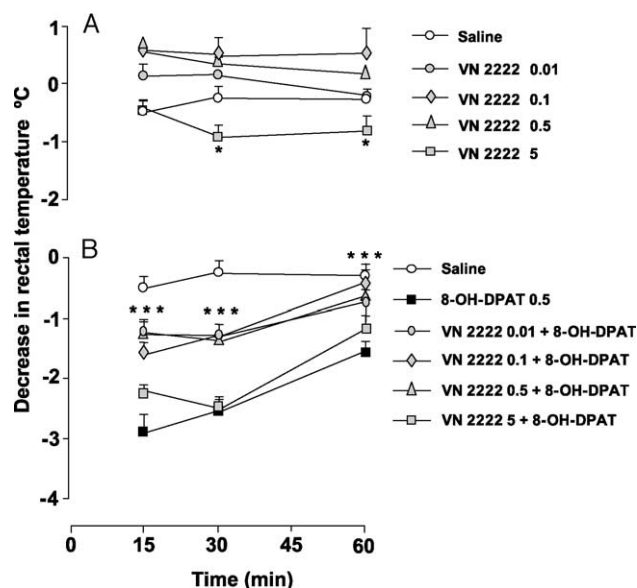 A
1
0
-1
-2
*
*
Saline
VN 2222 0.01
VN 2222 0.1
VN 2222 0.5
VN 2222 5
Decrease in rectal temperature ºC
B
-0
-1
-2
-3
-4
***
***
***
Saline
8-OH-DPAT 0.5
VN 2222 0.01 + 8-OH-DPAT
VN 2222 0.1 + 8-OH-DPAT
VN 2222 0.5 + 8-OH-DPAT
VN 2222 5 + 8-OH-DPAT
0 15 30 45 60
Time (min)